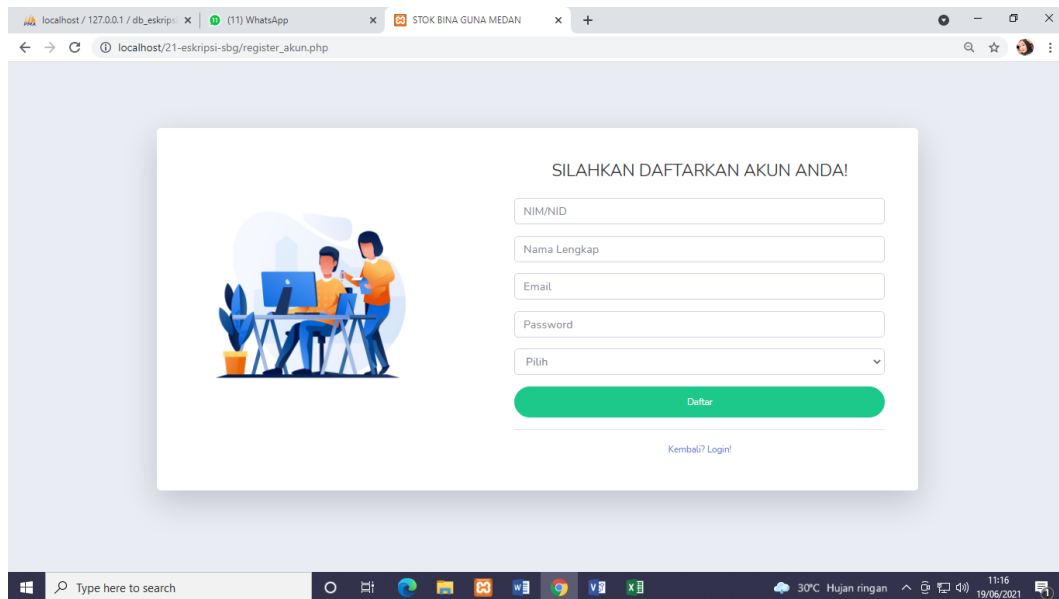 localhost / 127.0.0.1 / db_eskrips
(11) WhatsApp
STOK BINA GUNA MEDAN
localhost/21-eskripsi-sbg/register_akun.php
SILAHKAN DAFTARKAN AKUN ANDA!
NIM/NID
Nama Lengkap
Email
Password
Pilih
Daftar
Kembali? Login!
Type here to search
30°C Hujan ringan
11:16
19/06/2021